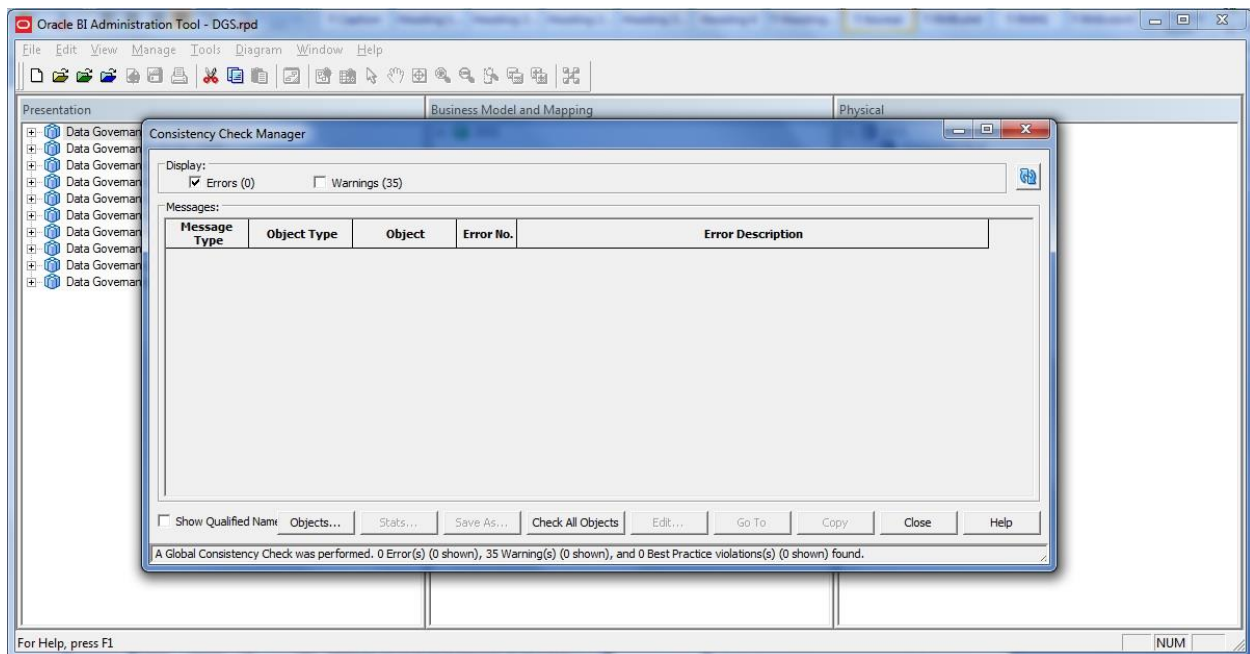 Oracle BI Administration Tool - DGS.rpd
File Edit View Manage Tools Diagram Window Help
Presentation Business Model and Mapping Physical
Data Governan
Data Governan
Data Governan
Data Governan
Data Governan
Data Governan
Data Governan
Data Governan
Data Governan
Data Governan
Consistency Check Manager
Display:
Errors (0) Warnings (35)
Messages:
Message Type Object Type Object Error No. Error Description
Show Qualified Name Objects... Stats... Save As... Check All Objects Edit... Go To Copy Close Help
A Global Consistency Check was performed. 0 Error(s) (0 shown), 35 Warning(s) (0 shown), and 0 Best Practice violations(s) (0 shown) found.
For Help, press F1 NUM